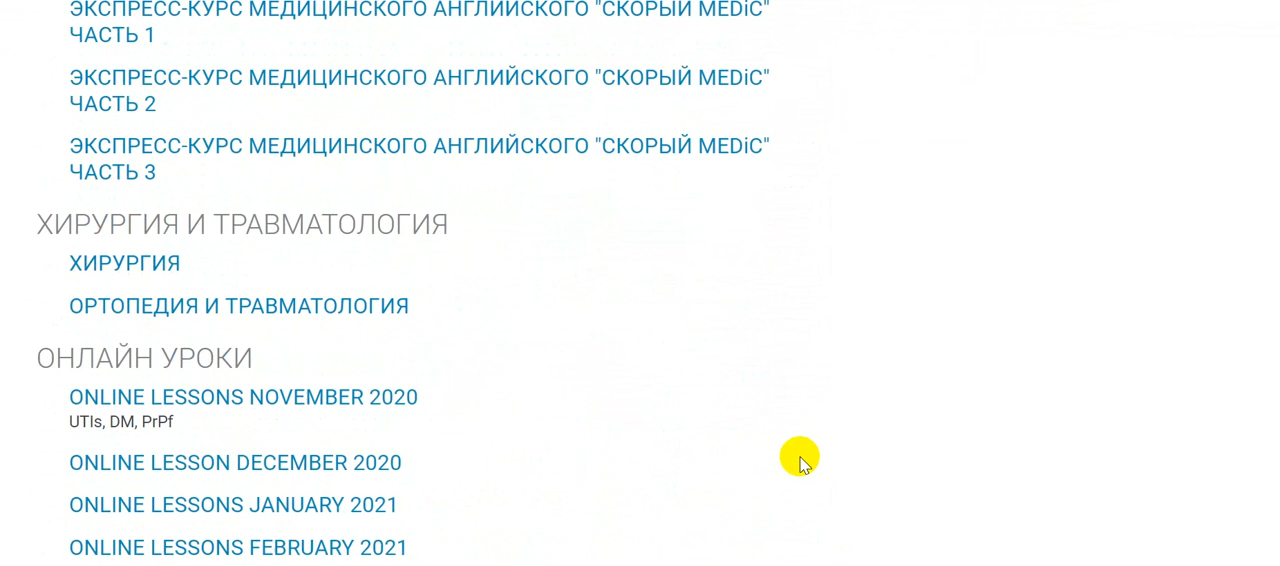 ЭКСПРЕСС-КУРС МЕДИЦИНСКОГО АНГЛИЙСКОГО "СКОРЫЙ MEDiC"
ЧАСТЬ 1
ЭКСПРЕСС-КУРС МЕДИЦИНСКОГО АНГЛИЙСКОГО "СКОРЫЙ MEDiC"
ЧАСТЬ 2
ЭКСПРЕСС-КУРС МЕДИЦИНСКОГО АНГЛИЙСКОГО "СКОРЫЙ MEDiC"
ЧАСТЬ 3
ХИРУРГИЯ И ТРАВМАТОЛОГИЯ
ХИРУРГИЯ
ОРТОПЕДИЯ И ТРАВМАТОЛОГИЯ
ОНЛАЙН УРОКИ
ONLINE LESSONS NOVEMBER 2020
UTIs, DM, PrPf
ONLINE LESSON DECEMBER 2020
ONLINE LESSONS JANUARY 2021
ONLINE LESSONS FEBRUARY 2021